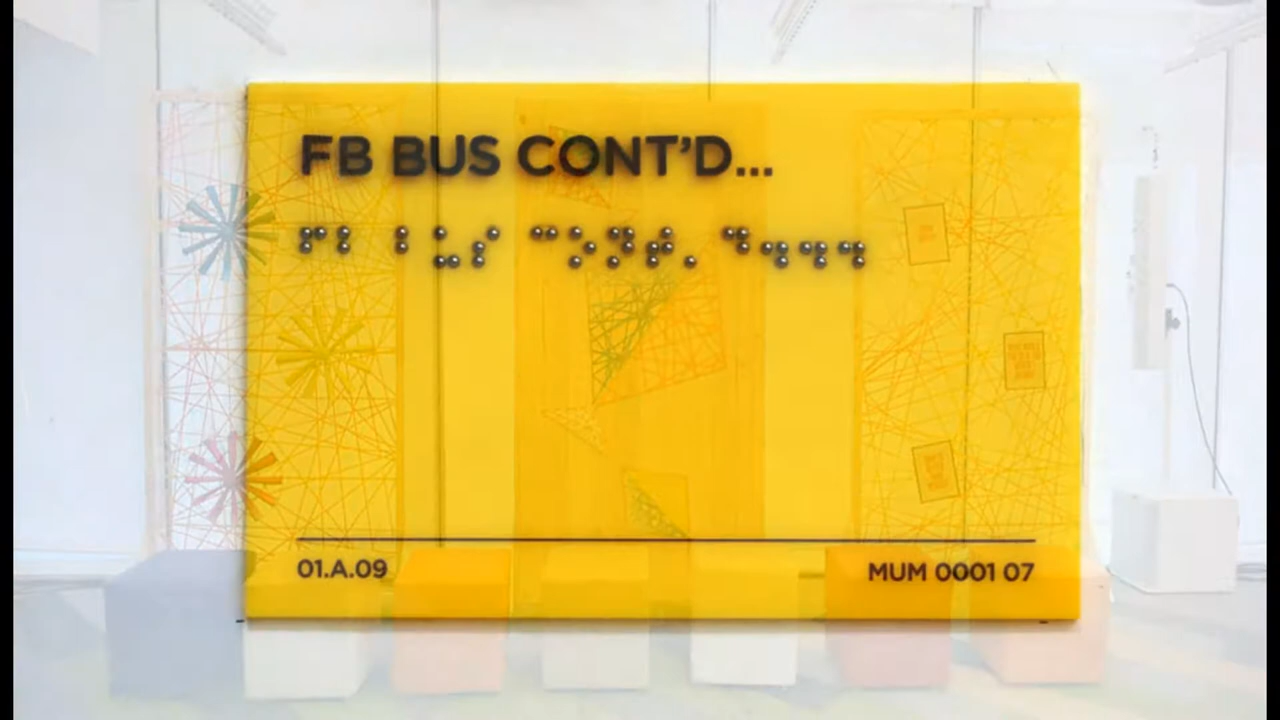 FB BUS CONT'D...
⠋⠃ ⠃⠥⠎ ⠉⠕⠝⠞⠄⠙⠲⠲⠲
01.A.09
MUM 0001 07